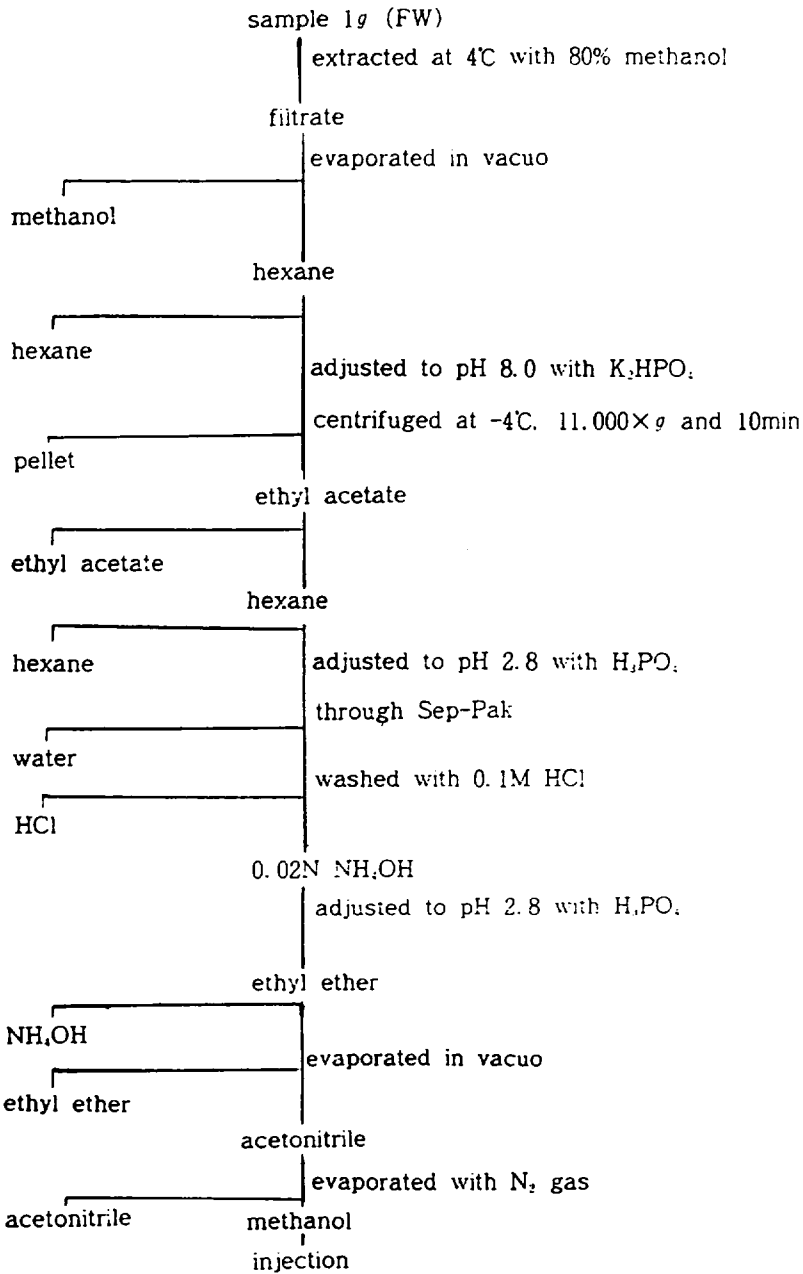 sample 1g (FW)
extracted at 4℃ with 80% methanol
filtrate
evaporated in vacuo
methanol
hexane
hexane
adjusted to pH 8.0 with K₂HPO₄
centrifuged at -4℃. 11.000×g and 10min
pellet
ethyl acetate
ethyl acetate
hexane
hexane
adjusted to pH 2.8 with H₃PO₄
through Sep-Pak
water
washed with 0.1M HCl
HCl
0.02N NH₄OH
adjusted to pH 2.8 with H₃PO₄
ethyl ether
NH₄OH
evaporated in vacuo
ethyl ether
acetonitrile
evaporated with N₂ gas
acetonitrile
methanol
injection